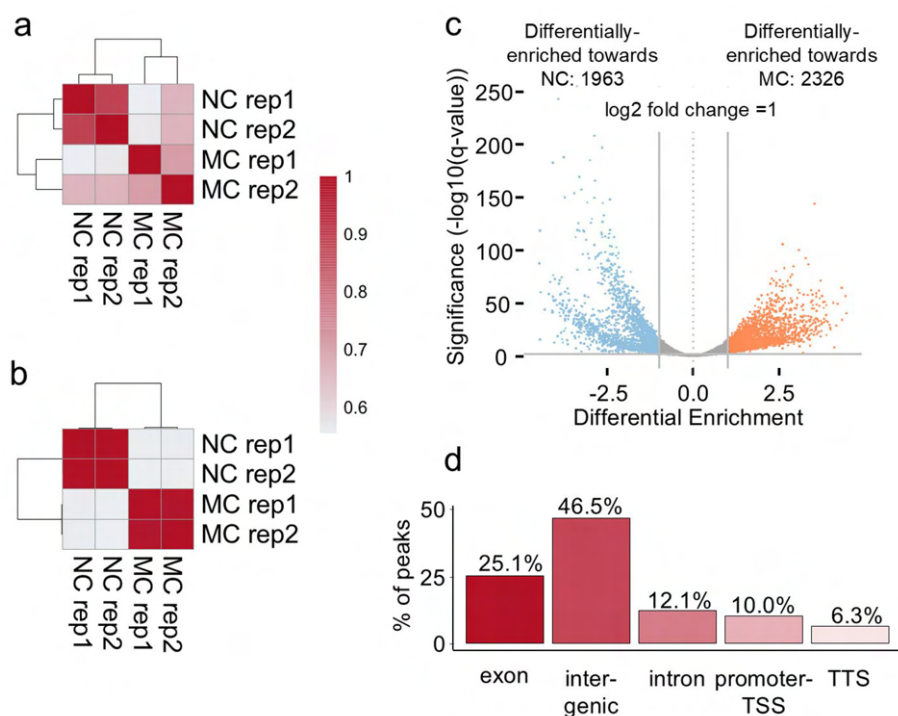 a
NC rep1
NC rep2
MC rep1
MC rep2
NC rep1
NC rep2
MC rep1
MC rep2
1
0.9
0.8
0.7
0.6
b
NC rep1
NC rep2
MC rep1
MC rep2
NC rep1
NC rep2
MC rep1
MC rep2
c
Differentially-
enriched towards
NC: 1963
Differentially-
enriched towards
MC: 2326
log2 fold change =1
Significance (-log10(q-value))
250
200
150
100
50
0
-2.5
0.0
2.5
Differential Enrichment
d
% of peaks
50
25
0
25.1%
46.5%
12.1%
10.0%
6.3%
exon
inter-
genic
intron
promoter-
TSS
TTS